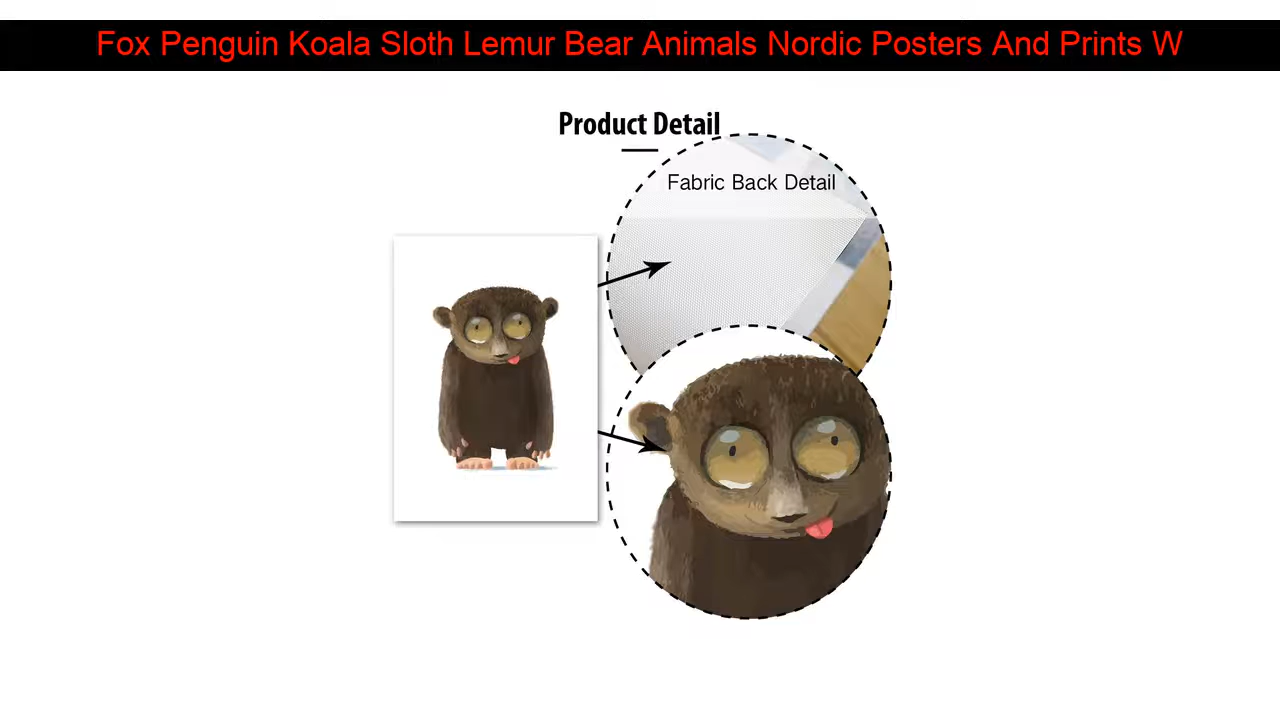 Fox Penguin Koala Sloth Lemur Bear Animals Nordic Posters And Prints W
Product Detail
Fabric Back Detail